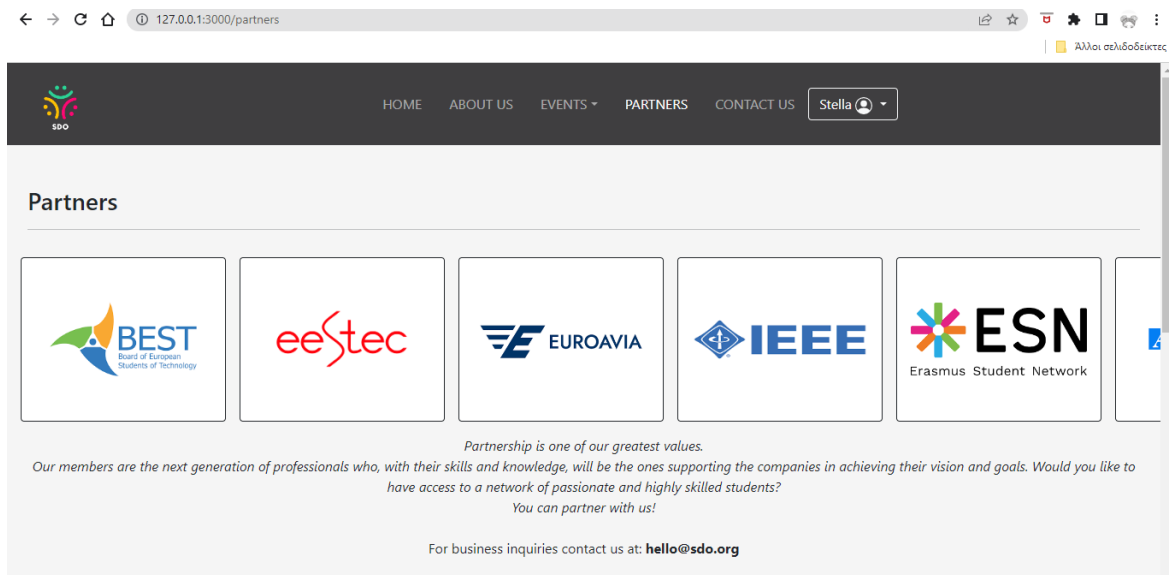 127.0.0.1:3000/partners
Άλλοι σελιδοδείκτες
SDO
HOME ABOUT US EVENTS PARTNERS CONTACT US Stella
Partners
BEST
Board of European
Students of Technology
eestec
EUROAVIA
IEEE
ESN
Erasmus Student Network
Partnership is one of our greatest values.
Our members are the next generation of professionals who, with their skills and knowledge, will be the ones supporting the companies in achieving their vision and goals. Would you like to
have access to a network of passionate and highly skilled students?
You can partner with us!
For business inquiries contact us at: hello@sdo.org